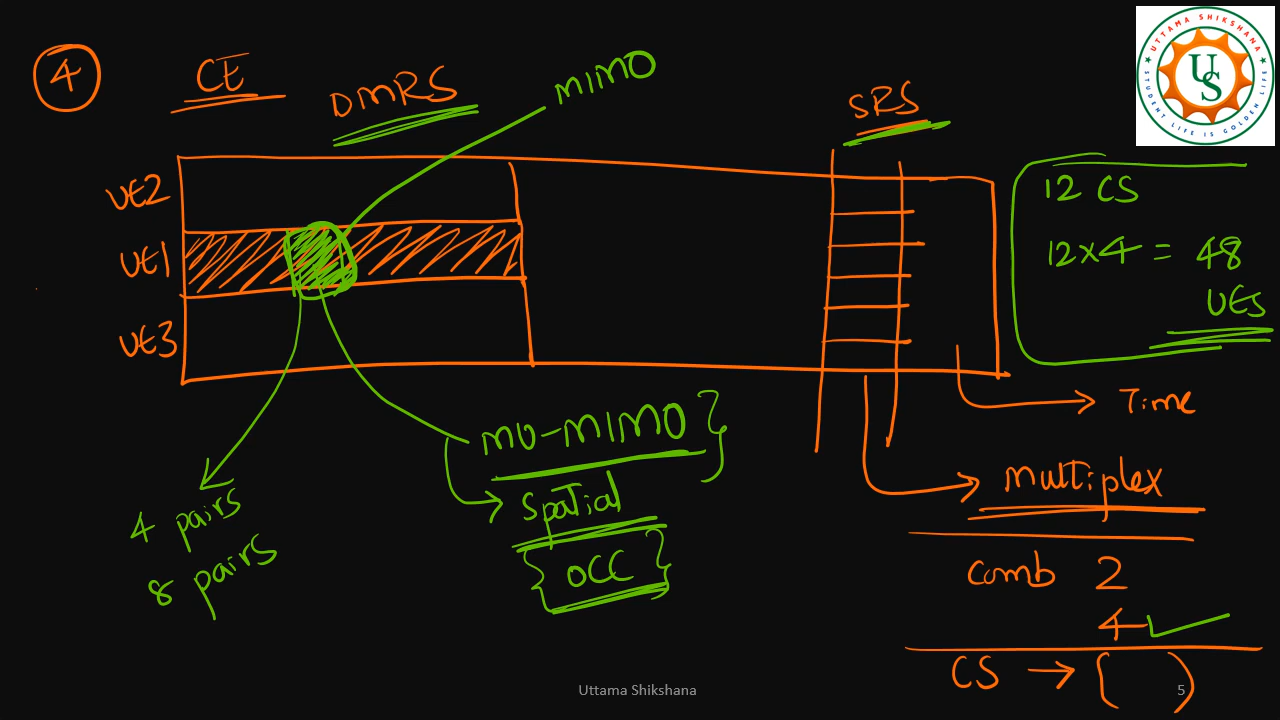 4
CE
DMRS
MIMO
SRS
UTTAMA SHIKSHANA
US
STUDENT LIFE IS GOLDEN LIFE
UE2
UE1
UE3
12 CS
12x4 = 48
UES
Time
MU-MIMO
Spatial
OCC
4 pairs
8 pairs
Multiplex
Comb 2
4
CS → ( )
Uttama Shikshana
5